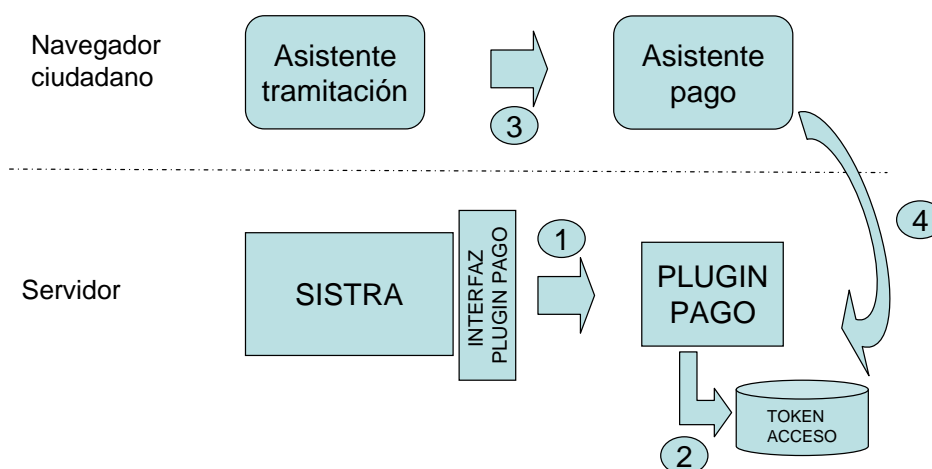 Navegador
ciudadano
Asistente
tramitación
3
Asistente
pago
4
Servidor
SISTRA
INTERFAZ
PLUGIN PAGO
1
PLUGIN
PAGO
2
TOKEN
ACCESO